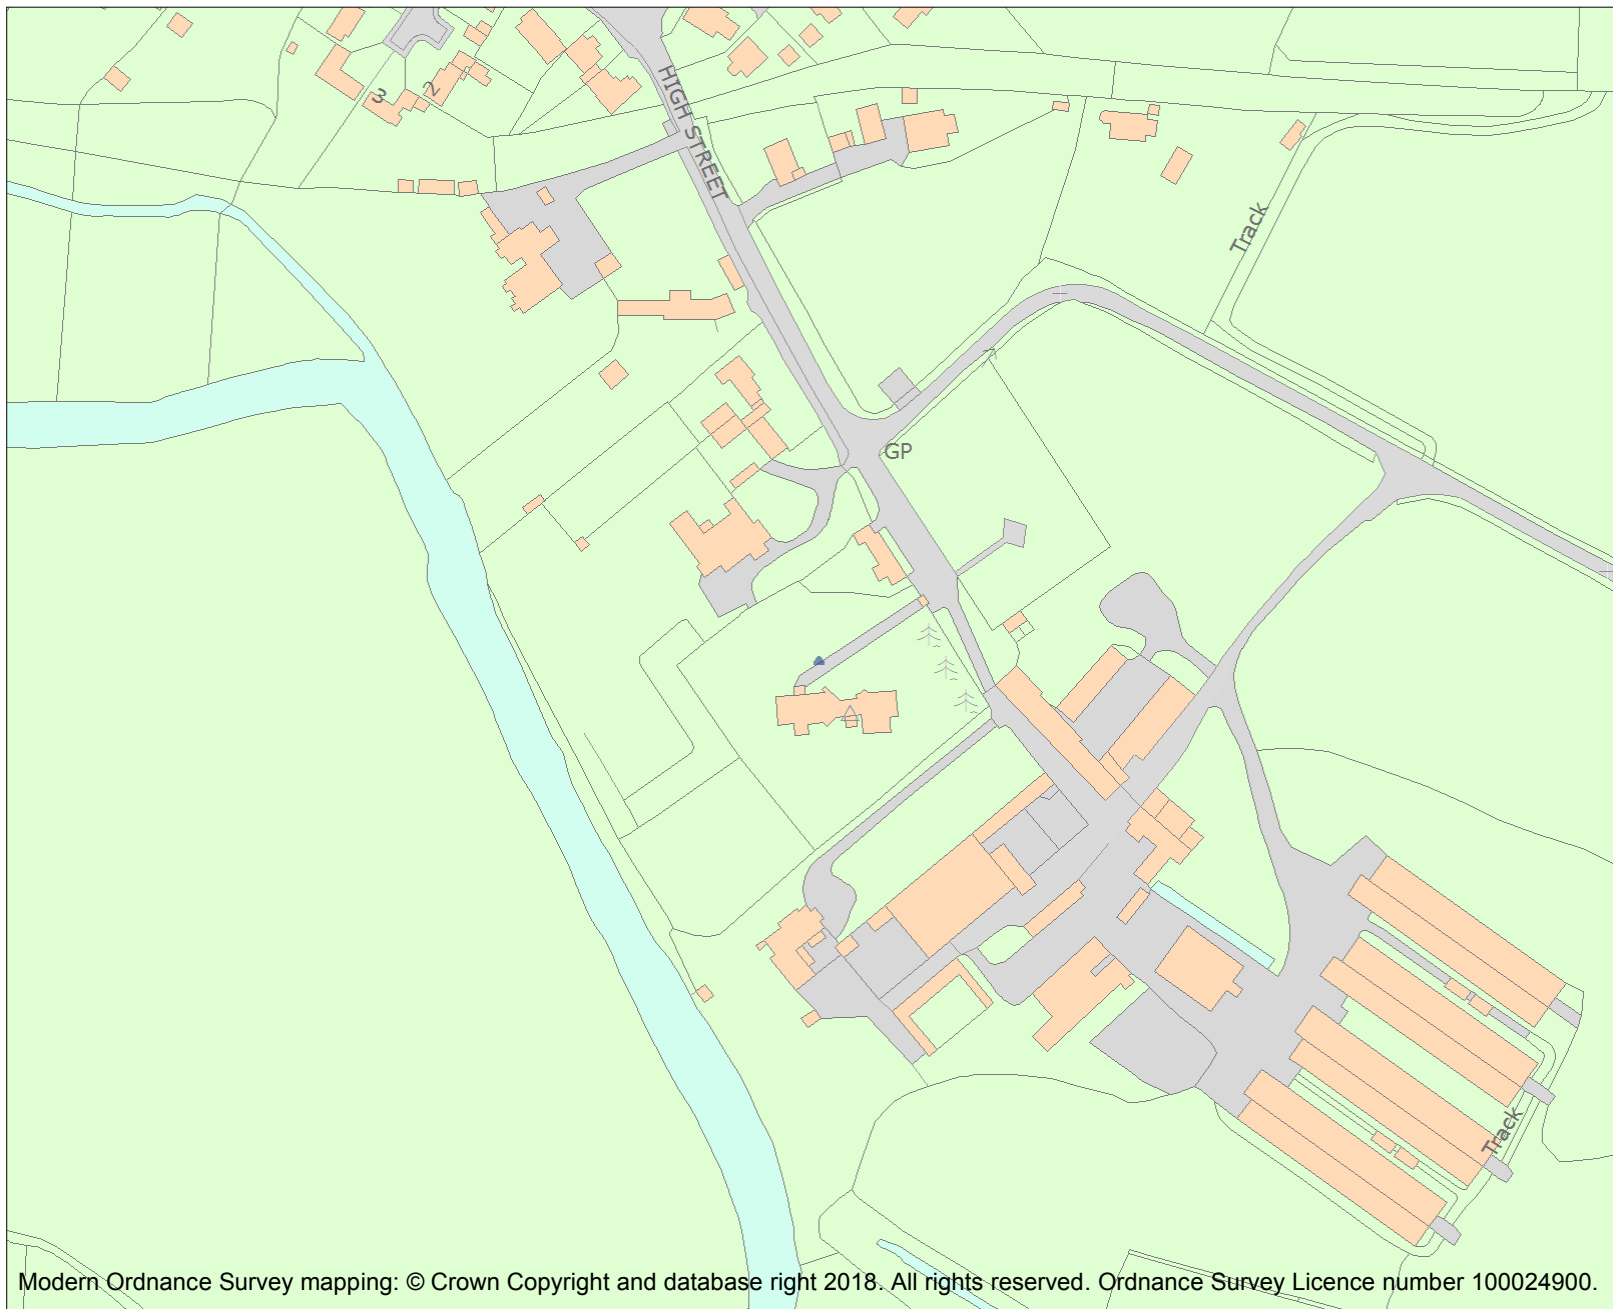 3
2
HIGH STREET
Track
GP
Track
Modern Ordnance Survey mapping: © Crown Copyright and database right 2018. All rights reserved. Ordnance Survey Licence number 100024900.